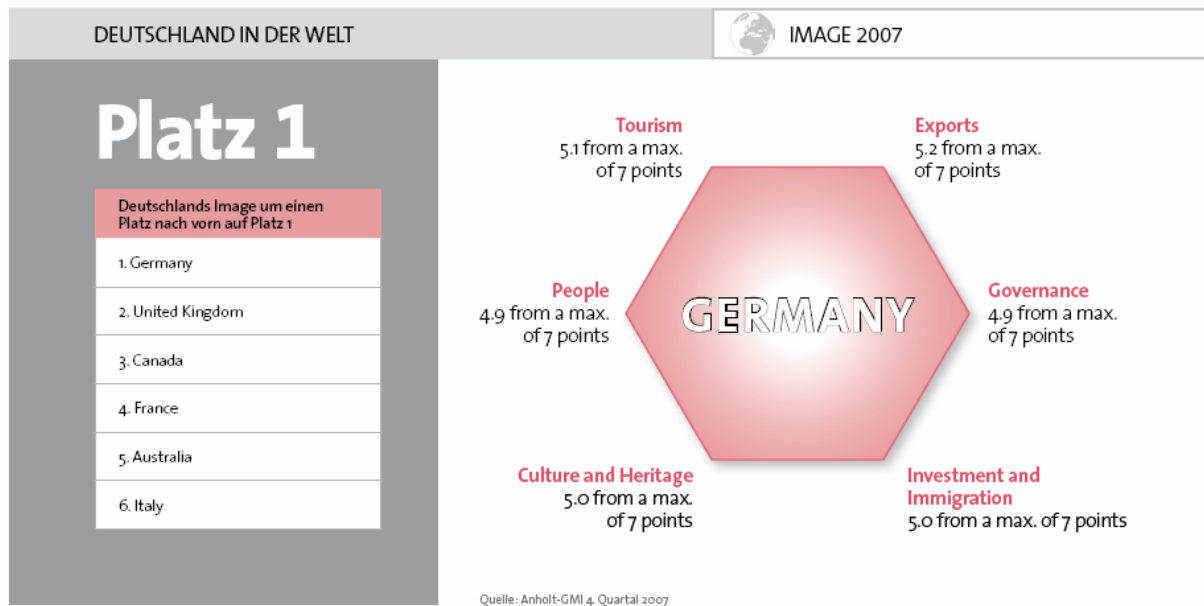 DEUTSCHLAND IN DER WELT
IMAGE 2007
Platz 1
Deutschlands Image um einen
Platz nach vorn auf Platz 1
1. Germany
2. United Kingdom
3. Canada
4. France
5. Australia
6. Italy
Tourism
5.1 from a max.
of 7 points
Exports
5.2 from a max.
of 7 points
People
4.9 from a max.
of 7 points
GERMANY
Governance
4.9 from a max.
of 7 points
Culture and Heritage
5.0 from a max.
of 7 points
Investment and
Immigration
5.0 from a max. of 7 points
Quelle: Anholt-GMI 4. Quartal 2007